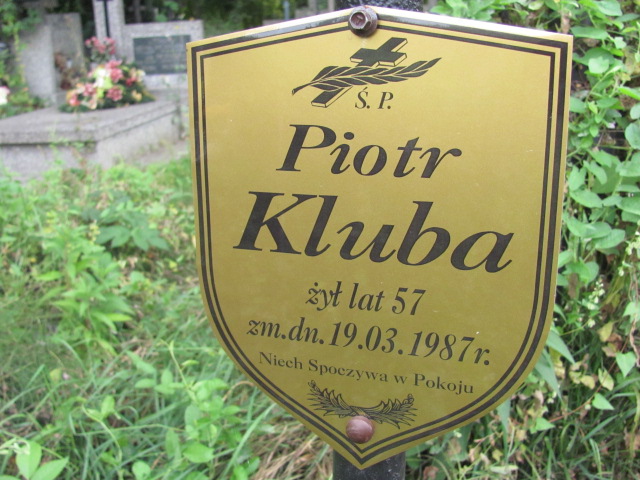 Ś. P.
Piotr
Kluba
żył lat 57
zm.dn.19.03.1987r.
Niech Spoczywa w Pokoju